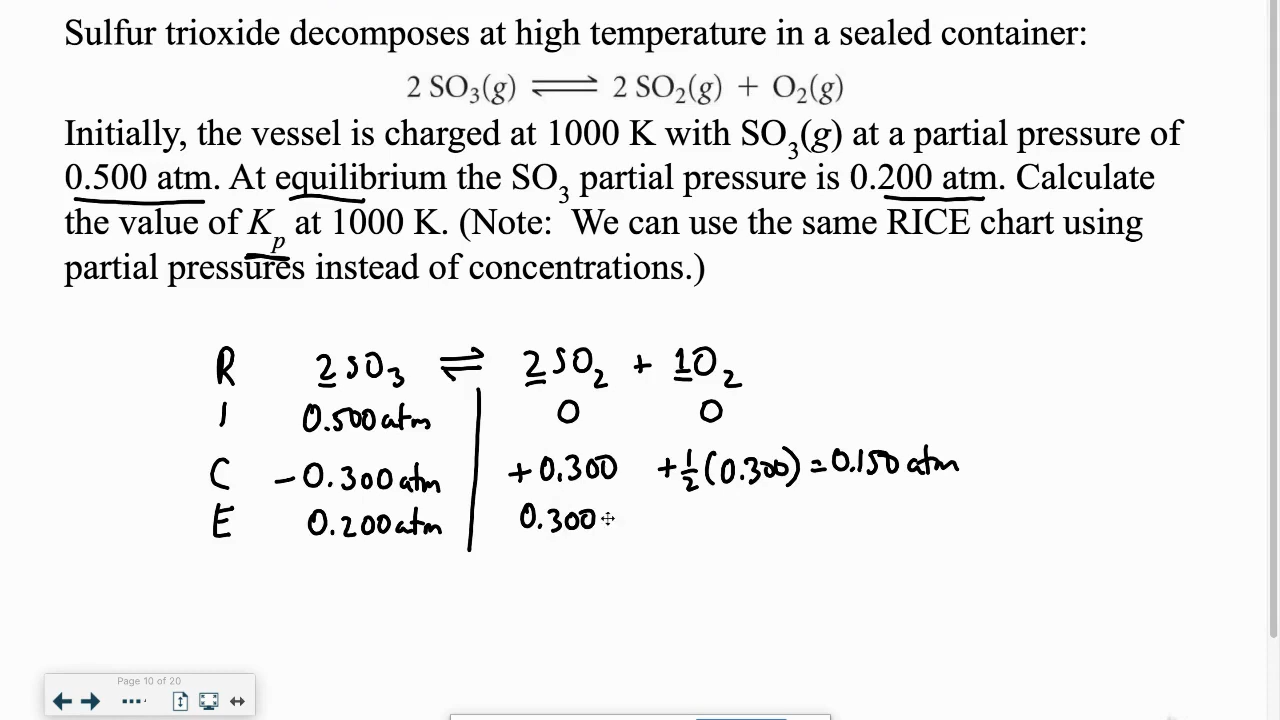 Sulfur trioxide decomposes at high temperature in a sealed container:
2 SO₃(g) ⇌ 2 SO₂(g) + O₂(g)
Initially, the vessel is charged at 1000 K with SO₃(g) at a partial pressure of
0.500 atm. At equilibrium the SO₃ partial pressure is 0.200 atm. Calculate
the value of Kₚ at 1000 K. (Note: We can use the same RICE chart using
partial pressures instead of concentrations.)
R 2SO₃ ⇌ 2SO₂ + 1O₂
I 0.500 atm 0 0
C -0.300 atm +0.300 +½(0.300) = 0.150 atm
E 0.200 atm 0.300
Page 10 of 20